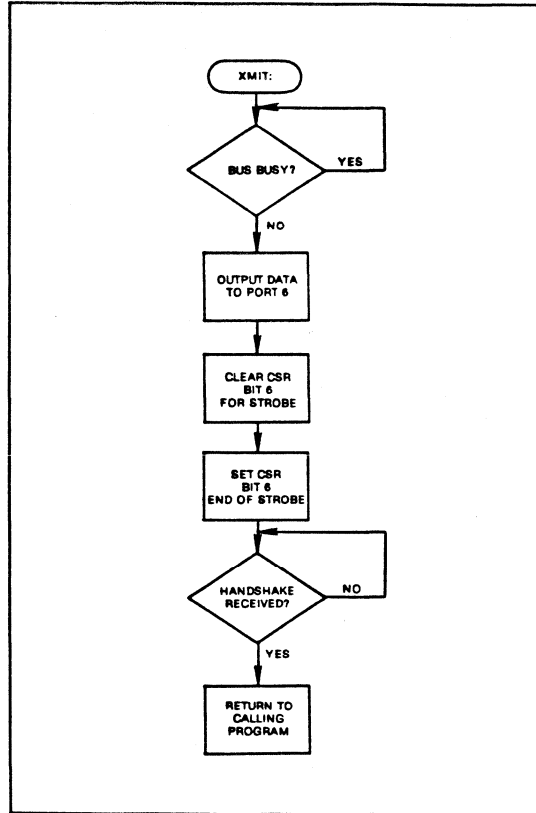 XMIT:
BUS BUSY?
YES
NO
OUTPUT DATA
TO PORT 6
CLEAR CSR
BIT 6
FOR STROBE
SET CSR
BIT 6
END OF STROBE
HANDSHAKE
RECEIVED?
NO
YES
RETURN TO
CALLING
PROGRAM